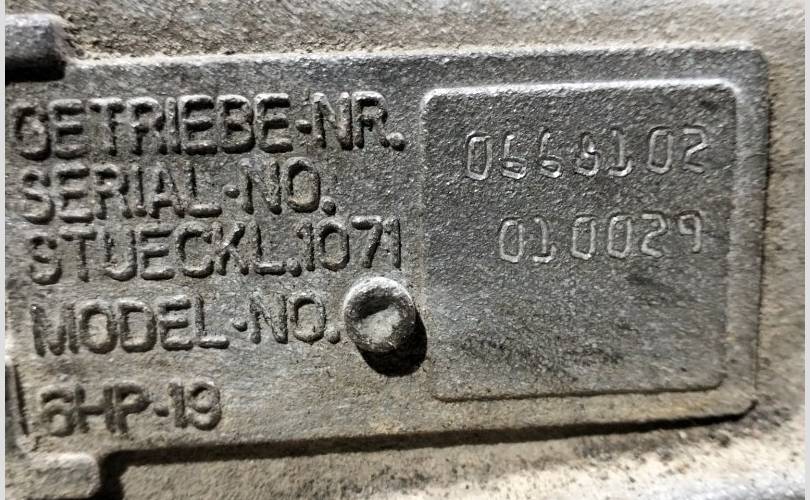 GETRIEBE-NR.
SERIAL-NO.
STUECKL.1071
MODEL-NO.
6HP-19
0668102
010029